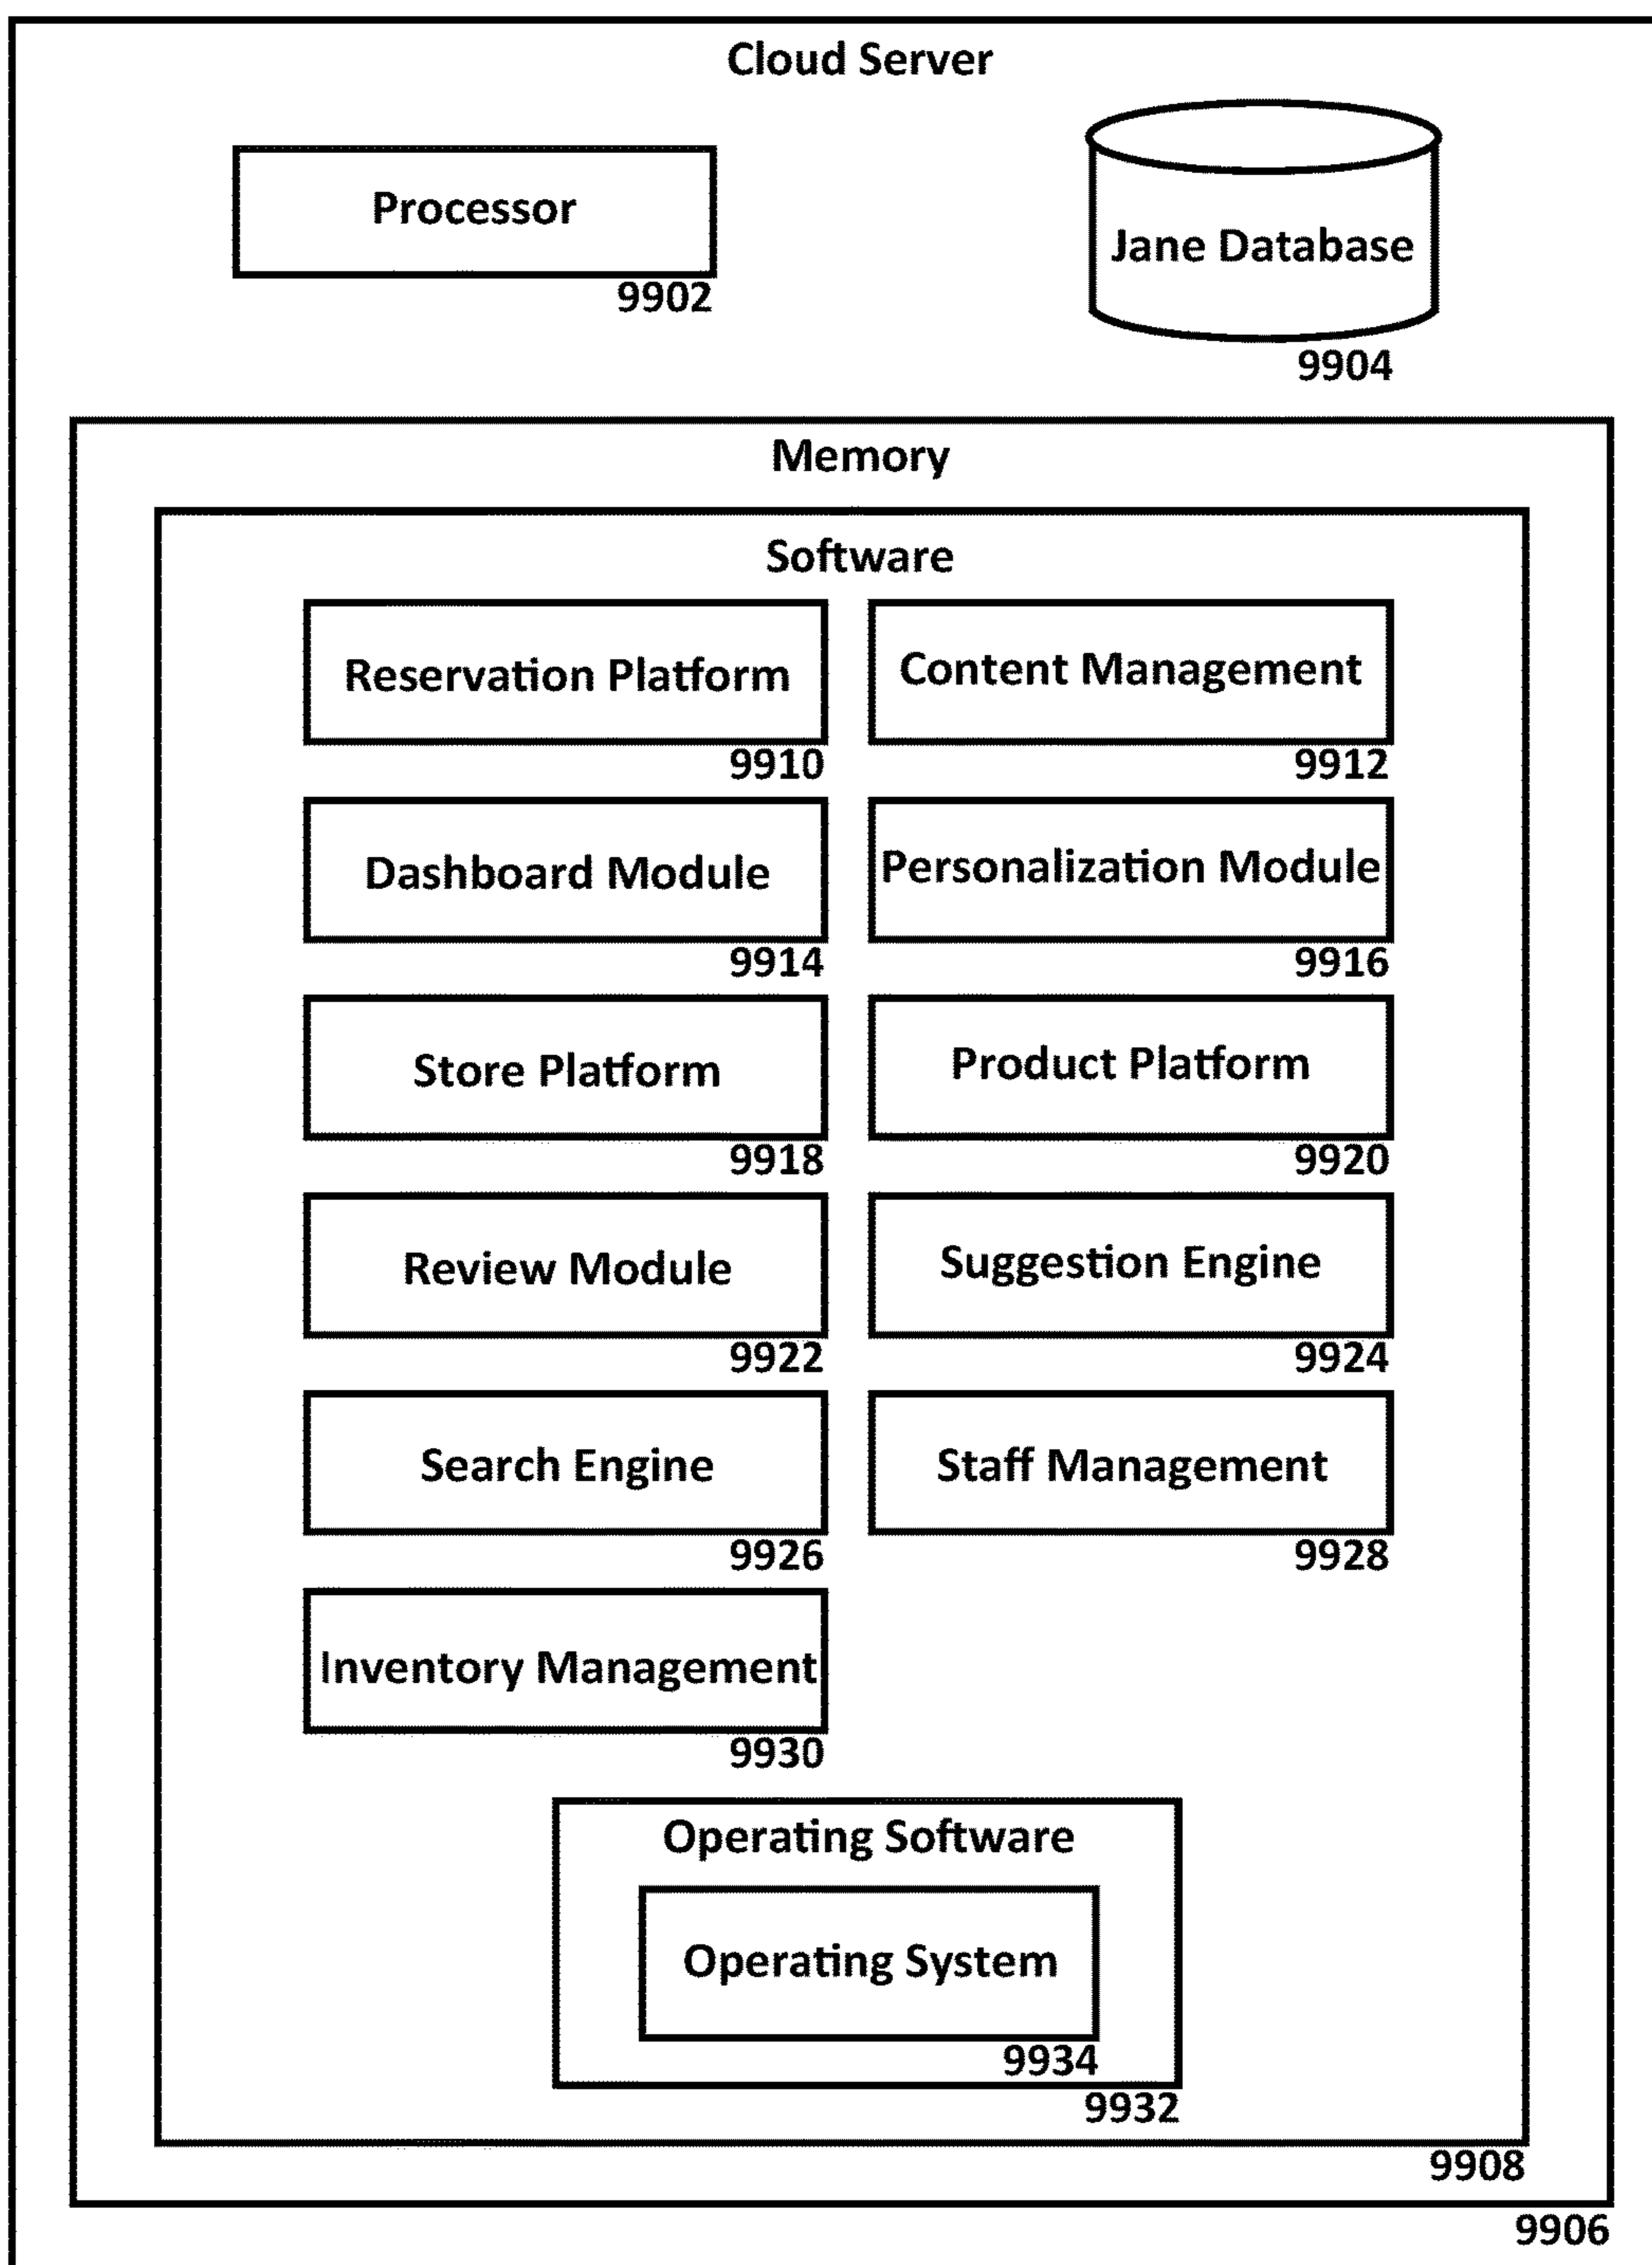 Cloud Server
Processor
9902
Jane Database
9904
Memory
Software
Reservation Platform
9910
Content Management
9912
Dashboard Module
9914
Personalization Module
9916
Store Platform
9918
Product Platform
9920
Review Module
9922
Suggestion Engine
9924
Search Engine
9926
Staff Management
9928
Inventory Management
9930
Operating Software
Operating System
9934
9932
9908
9906